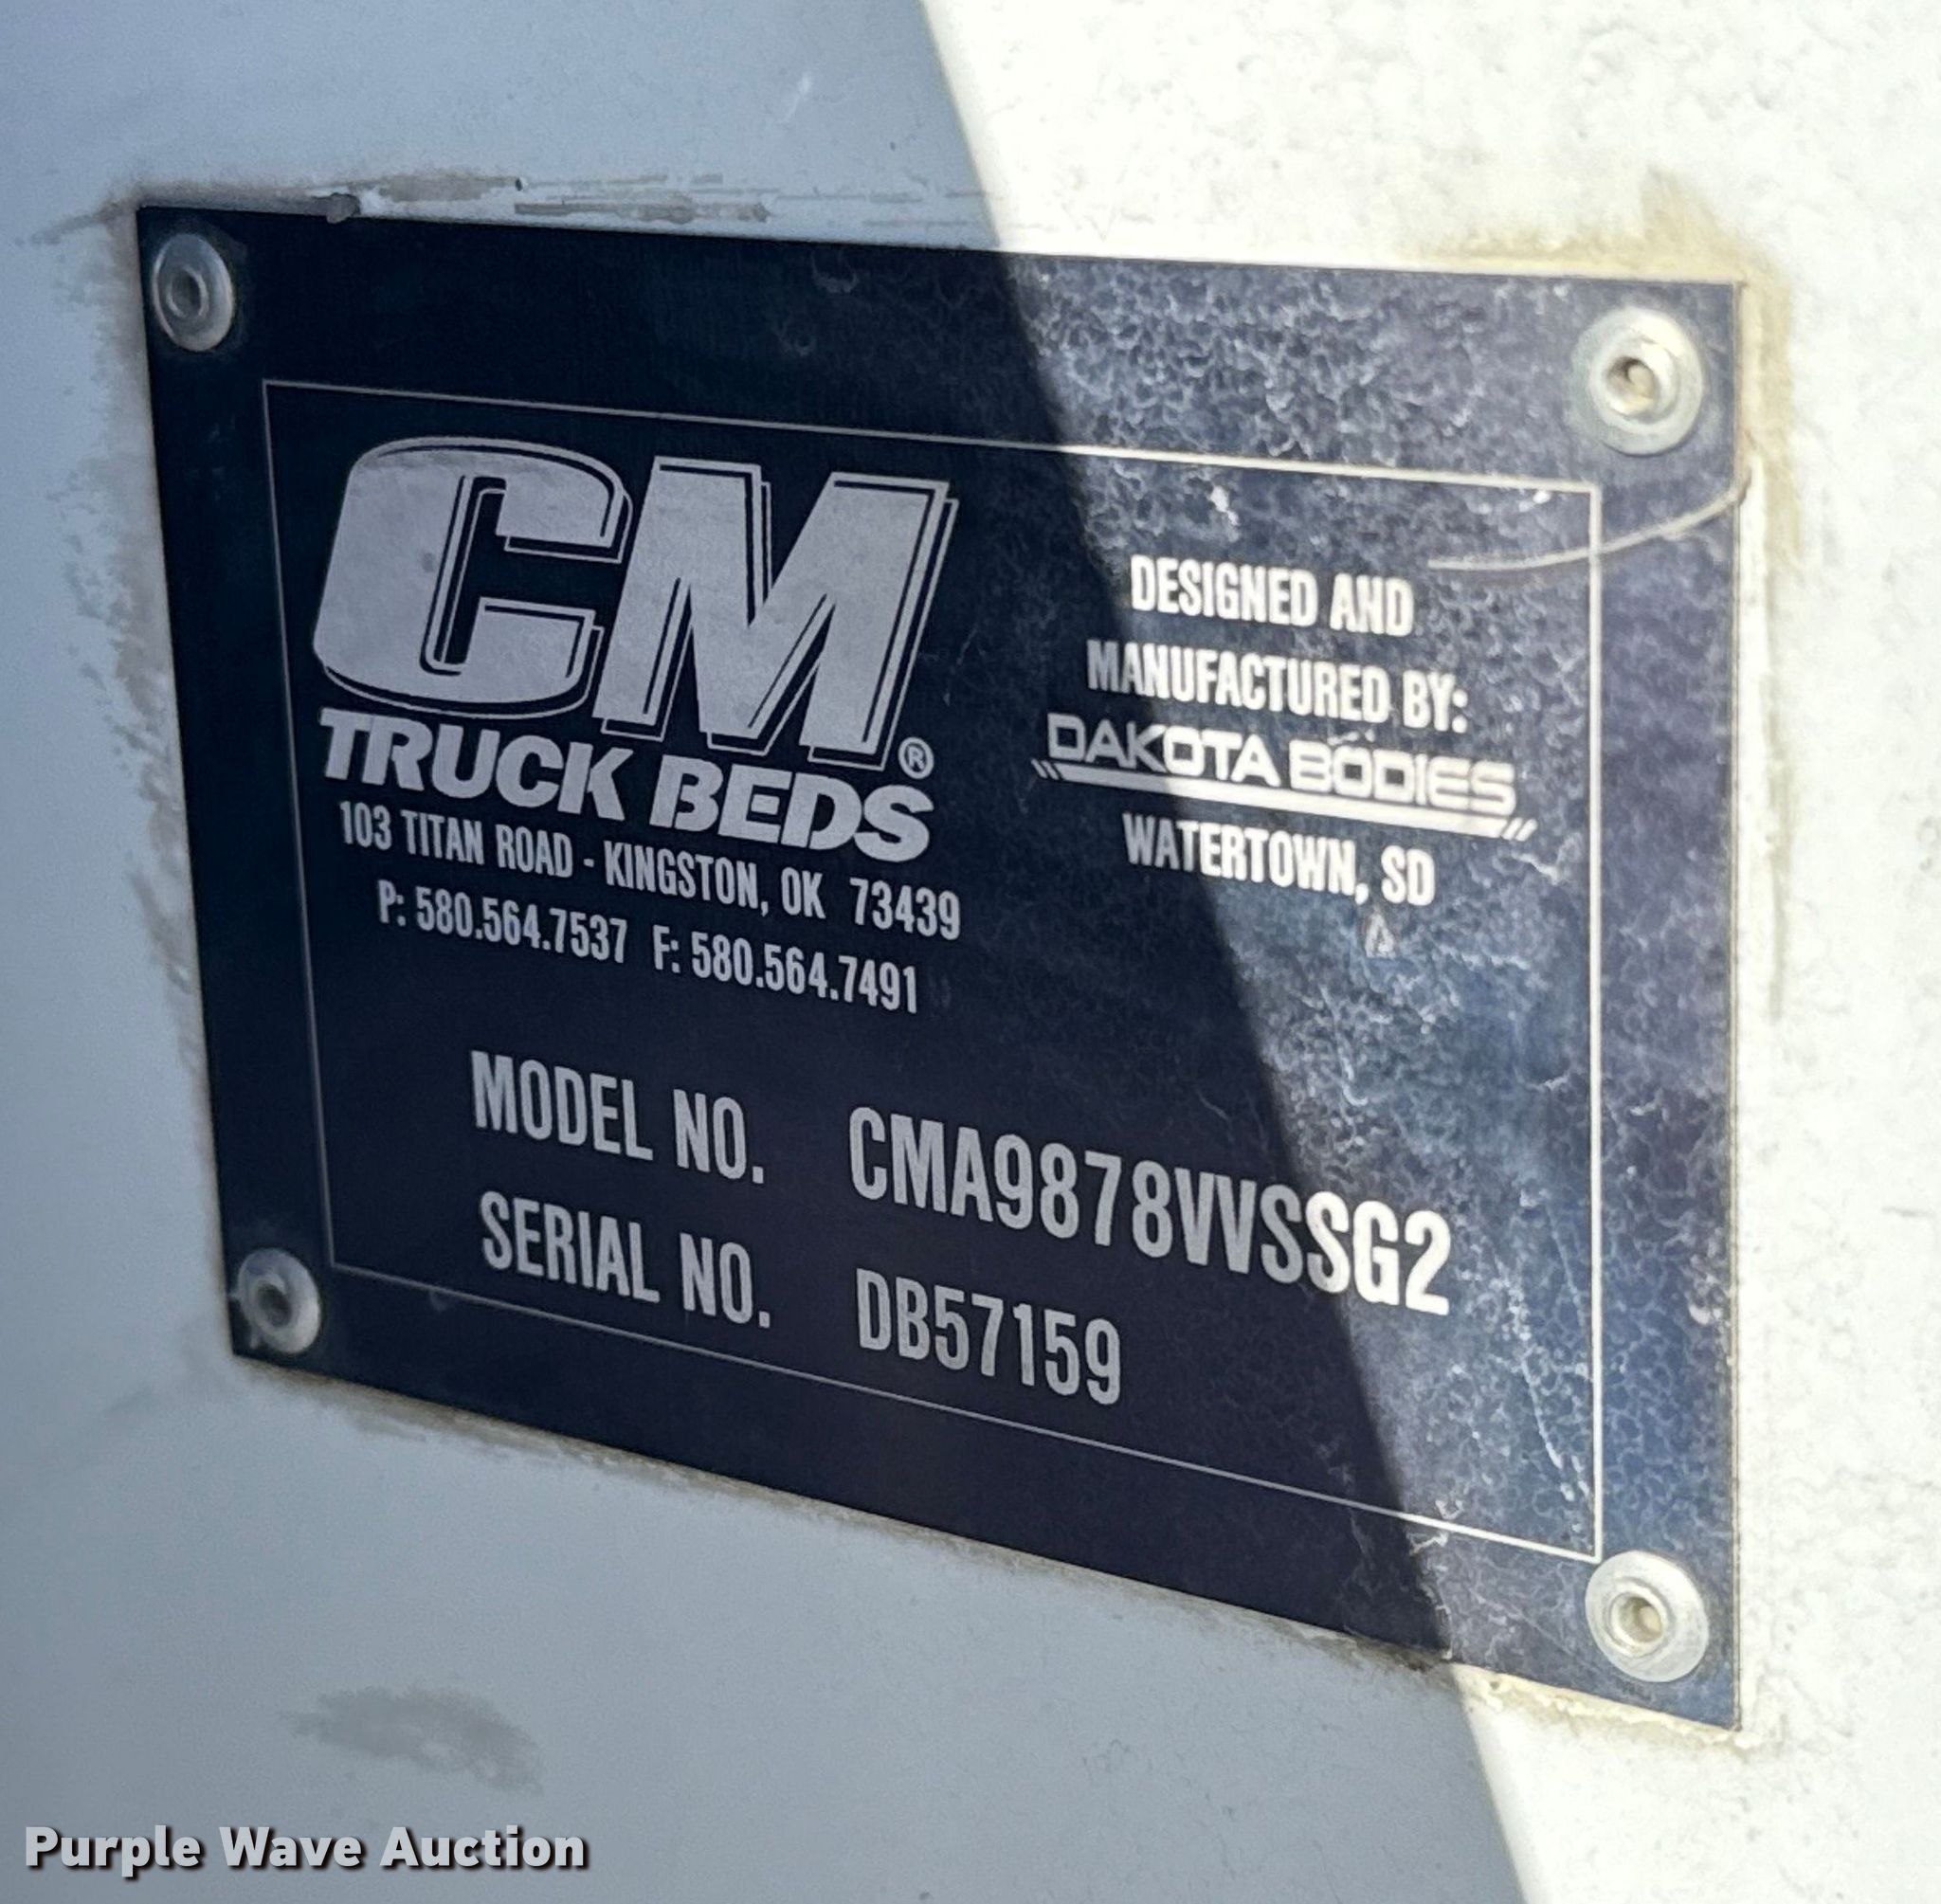 CM®
TRUCK BEDS
103 TITAN ROAD - KINGSTON, OK 73439
P: 580.564.7537 F: 580.564.7491
DESIGNED AND
MANUFACTURED BY:
DAKOTA BODIES
WATERTOWN, SD
MODEL NO. CMA9878VVSSG2
SERIAL NO. DB57159
Purple Wave Auction